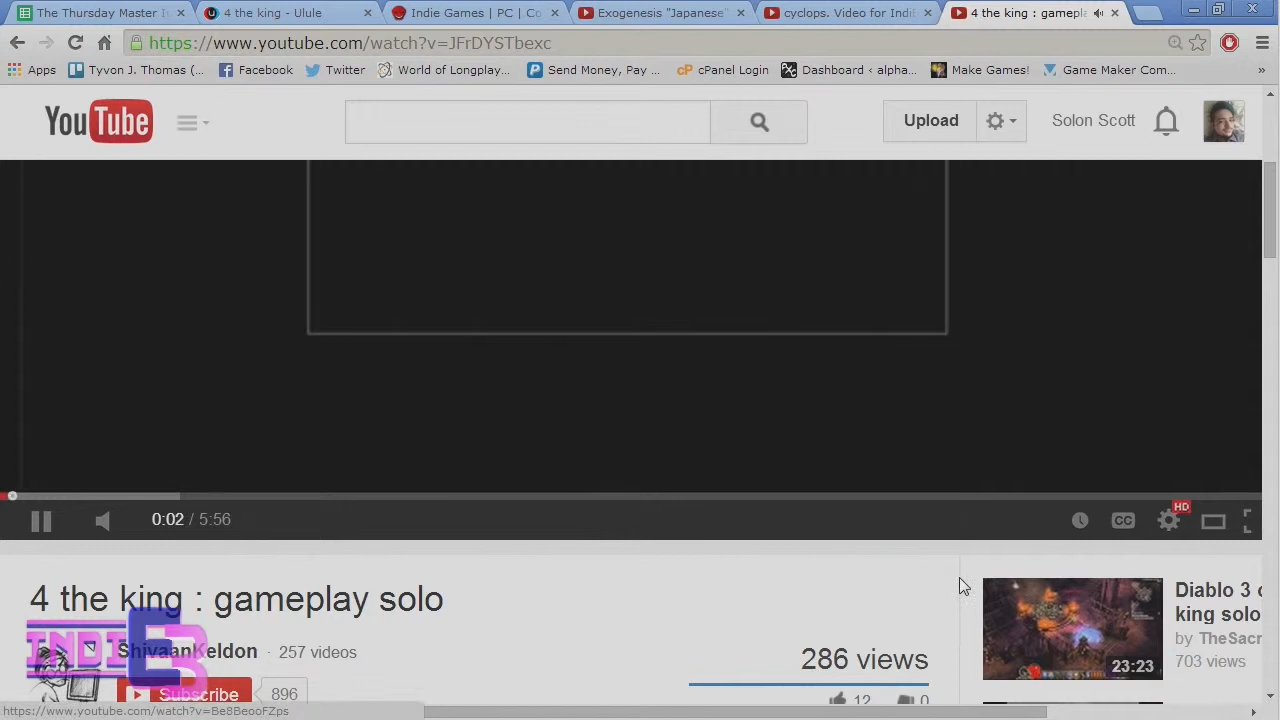 The Thursday Master I
4 the king - Ulule
Indie Games | PC | Co
Exogenesis "Japanese"
cyclops. Video for Indi
4 the king : gamepla
https://www.youtube.com/watch?v=JFrDYSTbexc
Apps
Tyvon J. Thomas (...
Facebook
Twitter
World of Longplay...
Send Money, Pay ...
cPanel Login
Dashboard ‹ alpha...
Make Games!
Game Maker Com...
»
YouTube
Upload
Solon Scott
0:02 / 5:56
CC
HD
4 the king : gameplay solo
ShivaanKeldon · 257 videos
Subscribe 896
286 views
12 0
INDIE3
23:23
Diablo 3
king solo
by TheSacr
703 views
https://www.youtube.com/watch?v=Be8BeooFZps